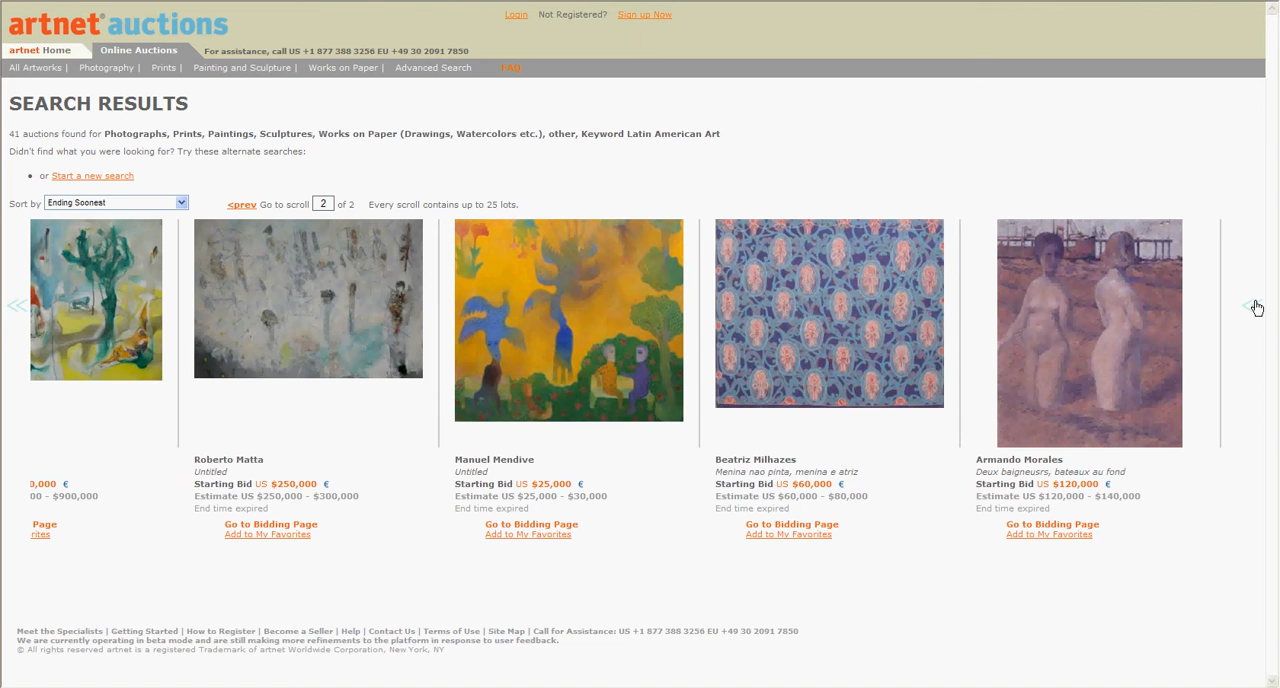 artnet auctions
Login Not Registered? Sign up Now
artnet Home Online Auctions For assistance, call US +1 877 388 3256 EU +49 30 2091 7850
All Artworks | Photography | Prints | Painting and Sculpture | Works on Paper | Advanced Search FAQ
SEARCH RESULTS
41 auctions found for Photographs, Prints, Paintings, Sculptures, Works on Paper (Drawings, Watercolors etc.), other, Keyword Latin American Art
Didn't find what you were looking for? Try these alternate searches:
• or Start a new search
Sort by Ending Soonest <prev Go to scroll 2 of 2 Every scroll contains up to 25 lots.
0,000 €
00 - $900,000
Page
rites
Roberto Matta
Untitled
Starting Bid US $250,000 €
Estimate US $250,000 - $300,000
End time expired
Go to Bidding Page
Add to My Favorites
Manuel Mendive
Untitled
Starting Bid US $25,000 €
Estimate US $25,000 - $30,000
End time expired
Go to Bidding Page
Add to My Favorites
Beatriz Milhazes
Menina nao pinta, menina e atriz
Starting Bid US $60,000 €
Estimate US $60,000 - $80,000
End time expired
Go to Bidding Page
Add to My Favorites
Armando Morales
Deux baigneusrs, bateaux au fond
Starting Bid US $120,000 €
Estimate US $120,000 - $140,000
End time expired
Go to Bidding Page
Add to My Favorites
Meet the Specialists | Getting Started | How to Register | Become a Seller | Help | Contact Us | Terms of Use | Site Map | Call for Assistance: US +1 877 388 3256 EU +49 30 2091 7850
We are currently operating in beta mode and are still making more refinements to the platform in response to user feedback.
© All rights reserved artnet is a registered Trademark of artnet Worldwide Corporation, New York, NY